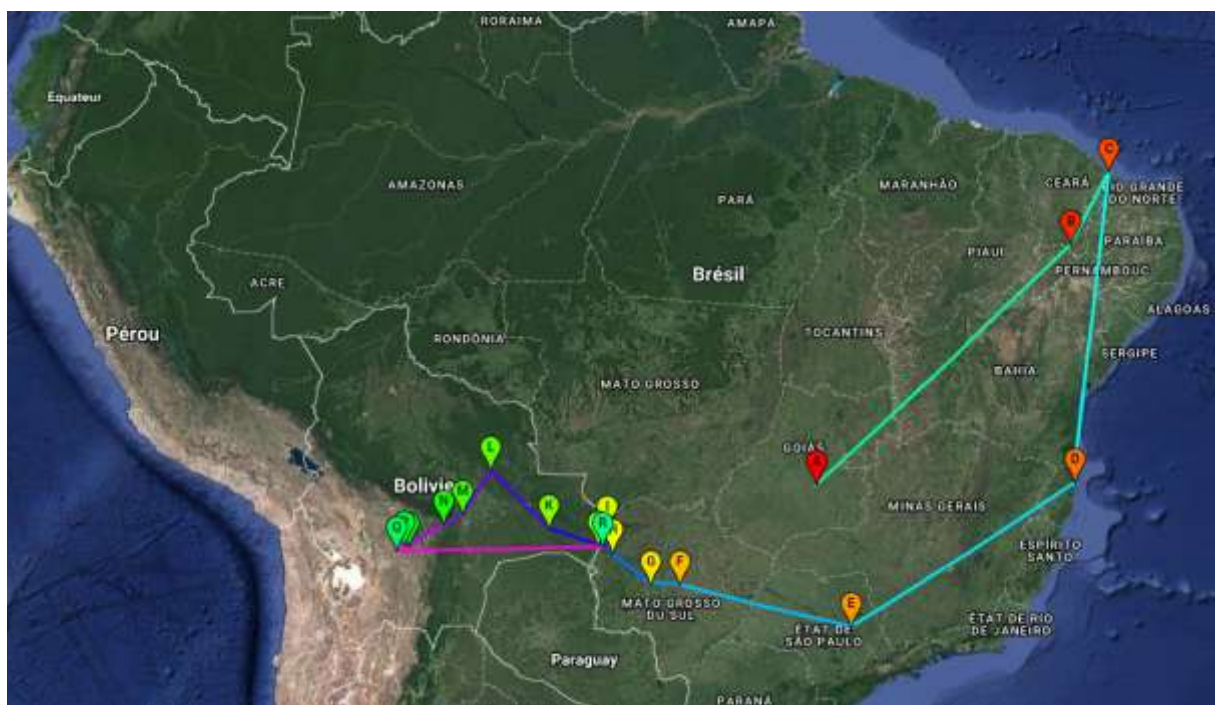 RORAIMA
AMAPÁ
Equateur
C
AMAZONAS
MARANHÃO
CEARÁ
IO GRANDE
DO NORTE
PARÁ
B
PARAÍBA
PIAUÍ
PERNAMBOUC
Brésil
ACRE
ALAGOAS
Pérou
TOCANTINS
RONDÔNIA
SERGIPE
BAHIA
MATO GROSSO
L
GOIÁS
D
Bolivie
N
M
K
I
MINAS GERAIS
Q
R
ESPÍRITO
SANTO
G
F
MATO GROSSO
DU SUL
E
ÉTAT DE
SÃO PAULO
ÉTAT DE RIO
DE JANEIRO
Paraguay
PARANÁ